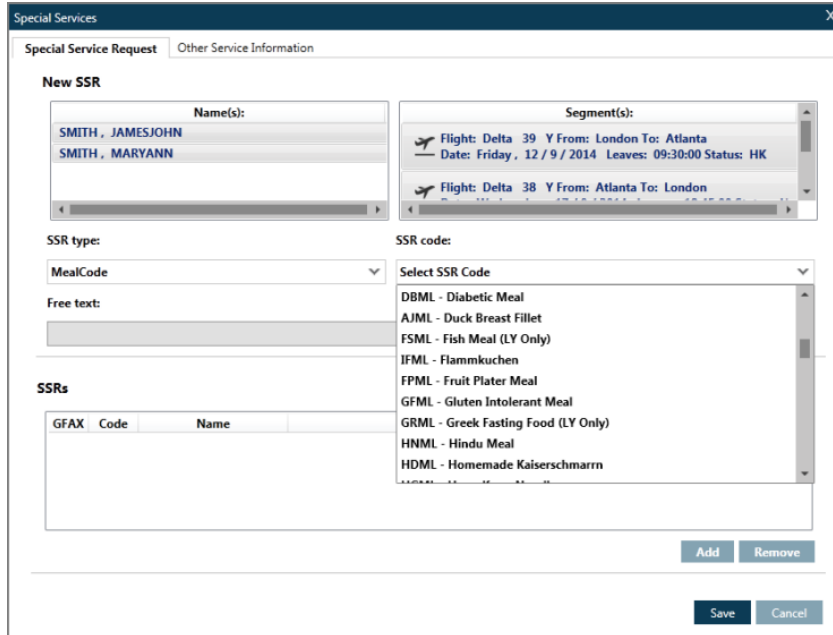 Special Services X
Special Service Request Other Service Information
New SSR
Name(s):
SMITH , JAMESJOHN
SMITH , MARYANN
Segment(s):
Flight: Delta 39 Y From: London To: Atlanta
Date: Friday , 12 / 9 / 2014 Leaves: 09:30:00 Status: HK
Flight: Delta 38 Y From: Atlanta To: London
SSR type:
MealCode
SSR code:
Select SSR Code
DBML - Diabetic Meal
AJML - Duck Breast Fillet
FSML - Fish Meal (LY Only)
IFML - Flammkuchen
FPML - Fruit Plater Meal
GFML - Gluten Intolerant Meal
GRML - Greek Fasting Food (LY Only)
HNML - Hindu Meal
HDML - Homemade Kaiserschmarrn
Free text:
SSRs
GFAX Code Name
Add Remove
Save Cancel